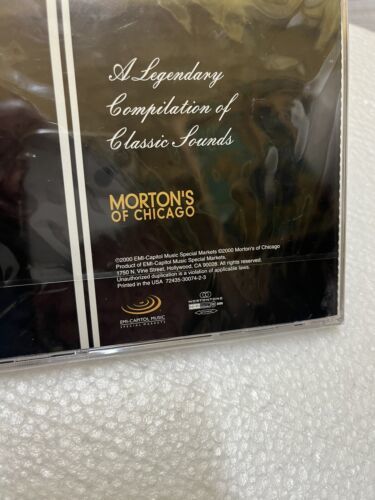 A Legendary
Compilation of
Classic Sounds
MORTON'S
OF CHICAGO
©2000 EMI-Capitol Music Special Markets ©2000 Morton's of Chicago
Product of EMI-Capitol Music Special Markets.
1750 N. Vine Street, Hollywood, CA 90028. All rights reserved.
Unauthorized duplication is a violation of applicable laws.
Printed in the USA 72435-30074-2-3
EMI-CAPITOL MUSIC
SPECIAL MARKETS